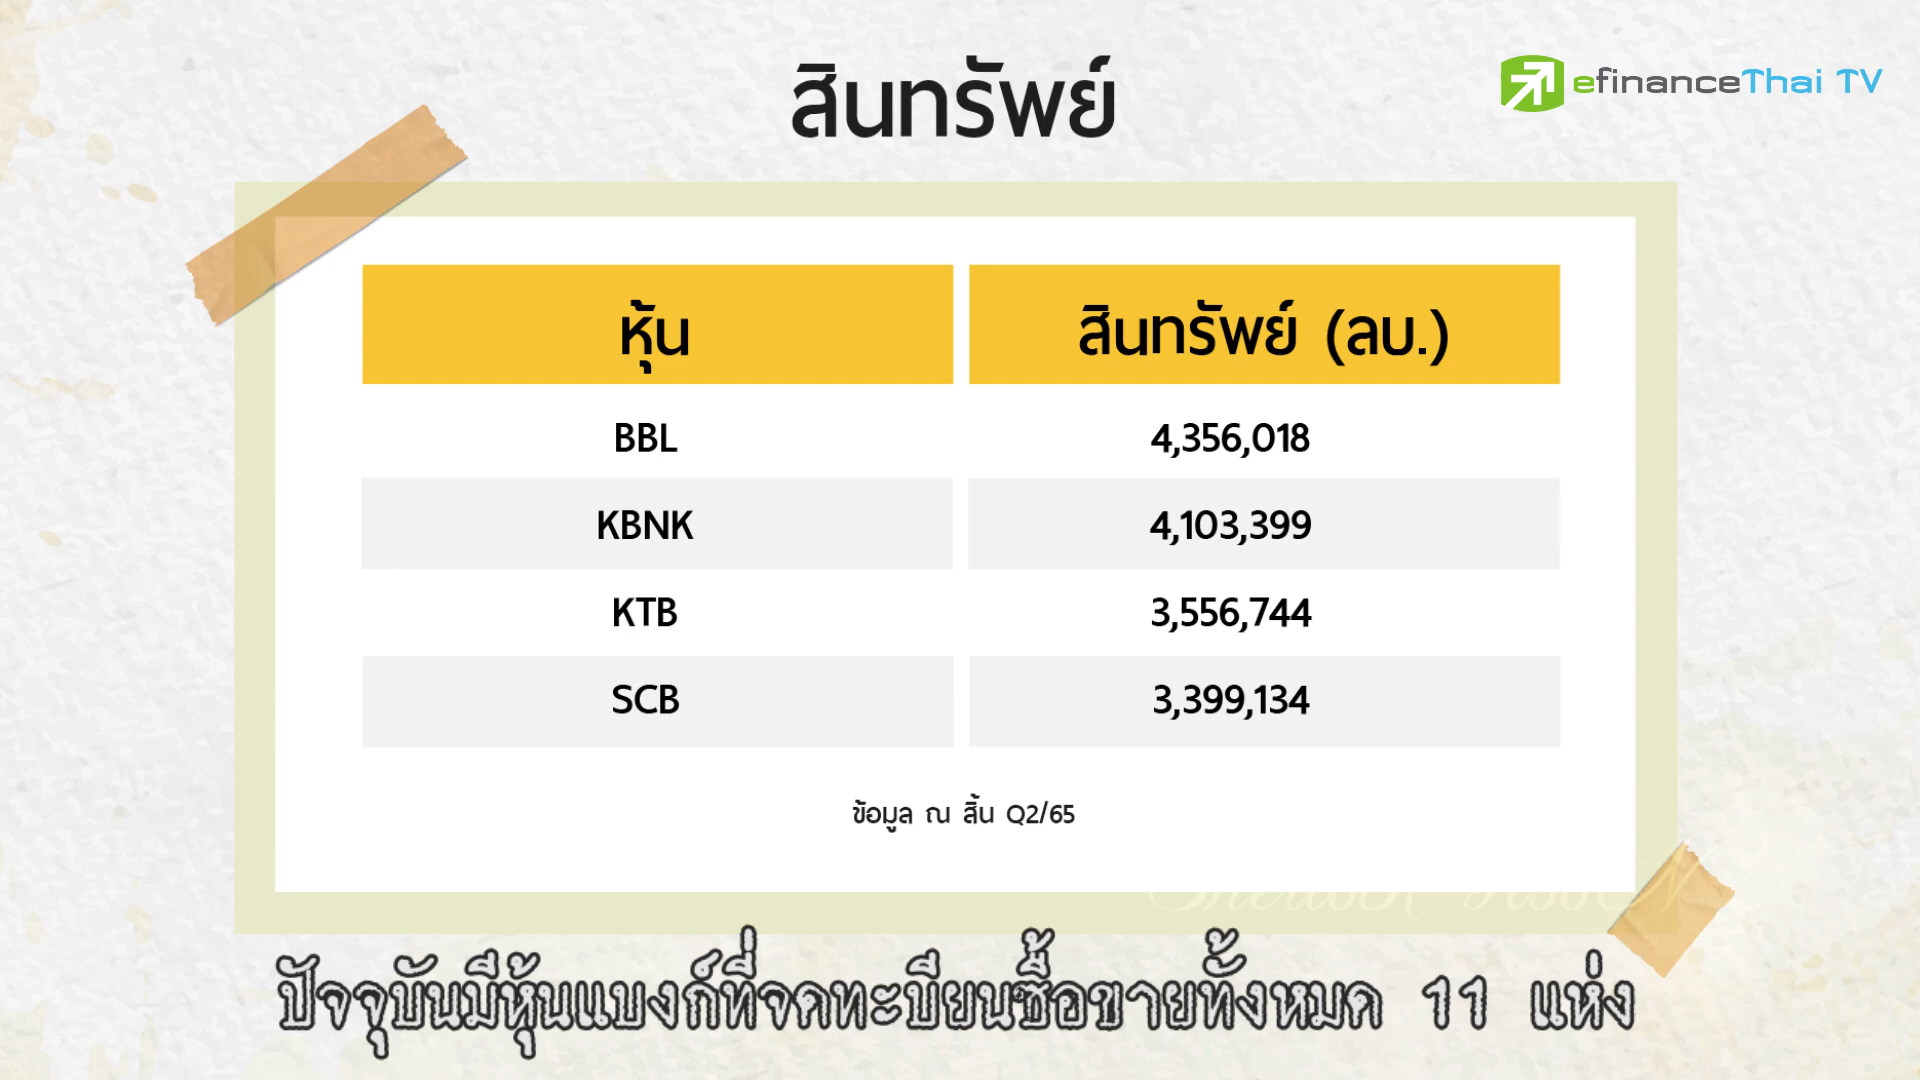 สินทรัพย์
efinanceThai TV
หุ้น สินทรัพย์ (ลบ.)
BBL 4,356,018
KBNK 4,103,399
KTB 3,556,744
SCB 3,399,134
ข้อมูล ณ สิ้น Q2/65
ปัจจุบันมีหุ้นแบงก์ที่จดทะบียนซื้อขายทั้งหมด 11 แห่ง